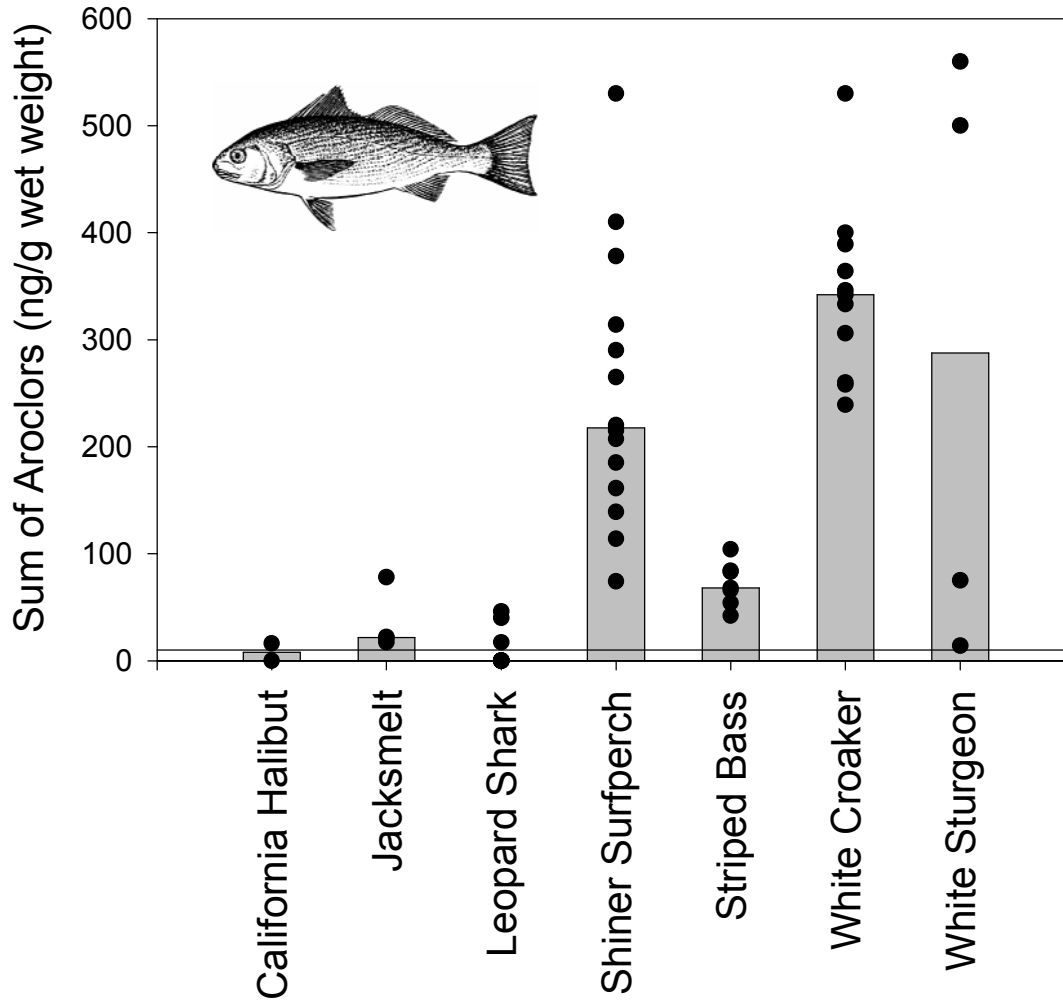 Sum of Aroclors (ng/g wet weight)
600
500
400
300
200
100
0
California Halibut
Jacksmelt
Leopard Shark
Shiner Surfperch
Striped Bass
White Croaker
White Sturgeon